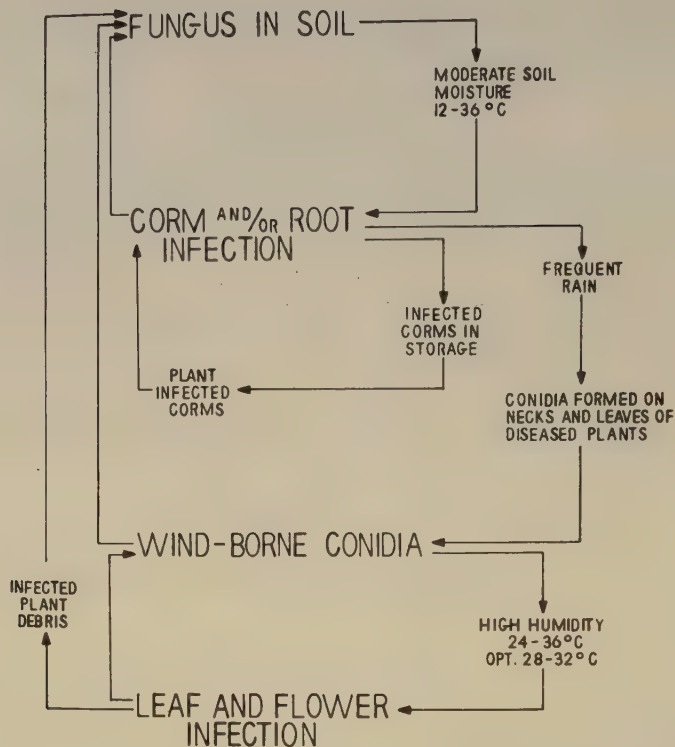 FUNGUS IN SOIL
MODERATE SOIL
MOISTURE
12-36°C
CORM AND/OR ROOT
INFECTION
FREQUENT
RAIN
INFECTED
CORMS IN
STORAGE
PLANT
INFECTED
CORMS
CONIDIA FORMED ON
NECKS AND LEAVES OF
DISEASED PLANTS
WIND-BORNE CONIDIA
INFECTED
PLANT
DEBRIS
HIGH HUMIDITY
24-36°C
OPT. 28-32°C
LEAF AND FLOWER
INFECTION